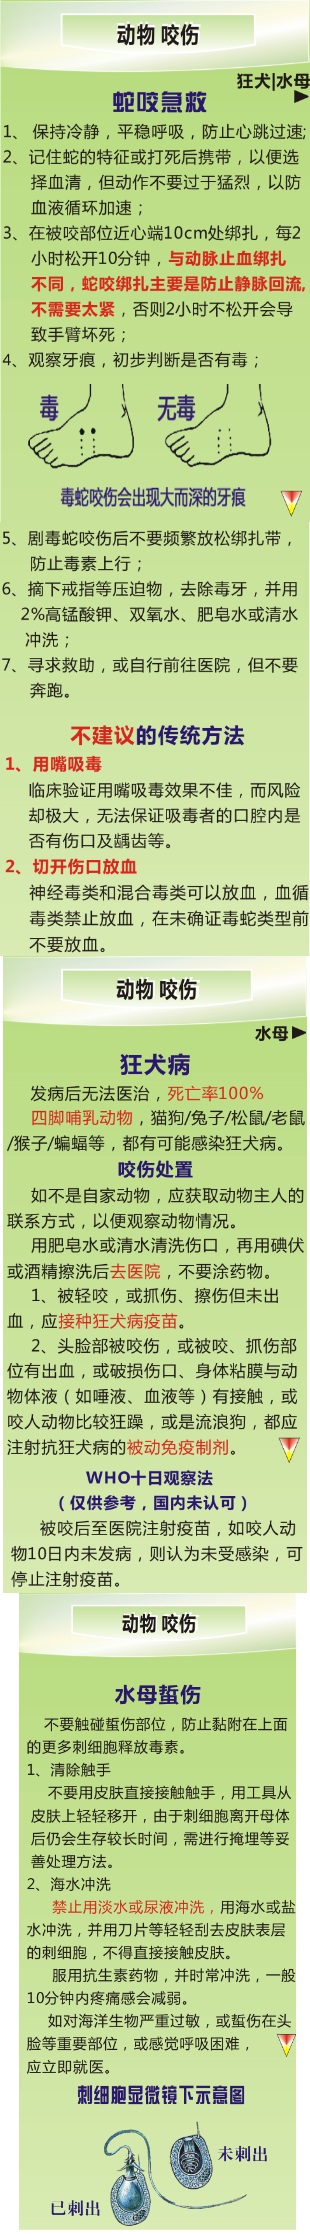 动物 咬伤
狂犬|水母
蛇咬急救
1、 保持冷静，平稳呼吸，防止心跳过速;
2、记住蛇的特征或打死后携带，以便选
择血清，但动作不要过于猛烈，以防
血液循环加速；
3、在被咬部位近心端10cm处绑扎，每2
小时松开10分钟，与动脉止血绑扎
不同，蛇咬绑扎主要是防止静脉回流,
不需要太紧，否则2小时不松开会导
致手臂坏死；
4、观察牙痕，初步判断是否有毒；
毒 无毒
毒蛇咬伤会出现大而深的牙痕
5、剧毒蛇咬伤后不要频繁放松绑扎带，
防止毒素上行；
6、摘下戒指等压迫物，去除毒牙，并用
2%高锰酸钾、双氧水、肥皂水或清水
冲洗；
7、寻求救助，或自行前往医院，但不要
奔跑。
不建议的传统方法
1、用嘴吸毒
临床验证用嘴吸毒效果不佳，而风险
却极大，无法保证吸毒者的口腔内是
否有伤口及龋齿等。
2、切开伤口放血
神经毒类和混合毒类可以放血，血循
毒类禁止放血，在未确证毒蛇类型前
不要放血。
动物 咬伤
水母
狂犬病
发病后无法医治，死亡率100%
四脚哺乳动物，猫狗/兔子/松鼠/老鼠
/猴子/蝙蝠等，都有可能感染狂犬病。
咬伤处置
如不是自家动物，应获取动物主人的
联系方式，以便观察动物情况。
用肥皂水或清水清洗伤口，再用碘伏
或酒精擦洗后去医院，不要涂药物。
1、被轻咬，或抓伤、擦伤但未出
血，应接种狂犬病疫苗。
2、头脸部被咬伤，或被咬、抓伤部
位有出血，或破损伤口、身体粘膜与动
物体液（如唾液、血液等）有接触，或
咬人动物比较狂躁，或是流浪狗，都应
注射抗狂犬病的被动免疫制剂。
WHO十日观察法
（仅供参考，国内未认可）
被咬后至医院注射疫苗，如咬人动
物10日内未发病，则认为未受感染，可
停止注射疫苗。
动物 咬伤
水母蜇伤
不要触碰蜇伤部位，防止黏附在上面
的更多刺细胞释放毒素。
1、清除触手
不要用皮肤直接接触触手，用工具从
皮肤上轻轻移开，由于刺细胞离开母体
后仍会生存较长时间，需进行掩埋等妥
善处理方法。
2、海水冲洗
禁止用淡水或尿液冲洗，用海水或盐
水冲洗，并用刀片等轻轻刮去皮肤表层
的刺细胞，不得直接接触皮肤。
服用抗生素药物，并时常冲洗，一般
10分钟内疼痛感会减弱。
如对海洋生物严重过敏，或蜇伤在头
脸等重要部位，或感觉呼吸困难，
应立即就医。
刺细胞显微镜下示意图
未刺出
已刺出